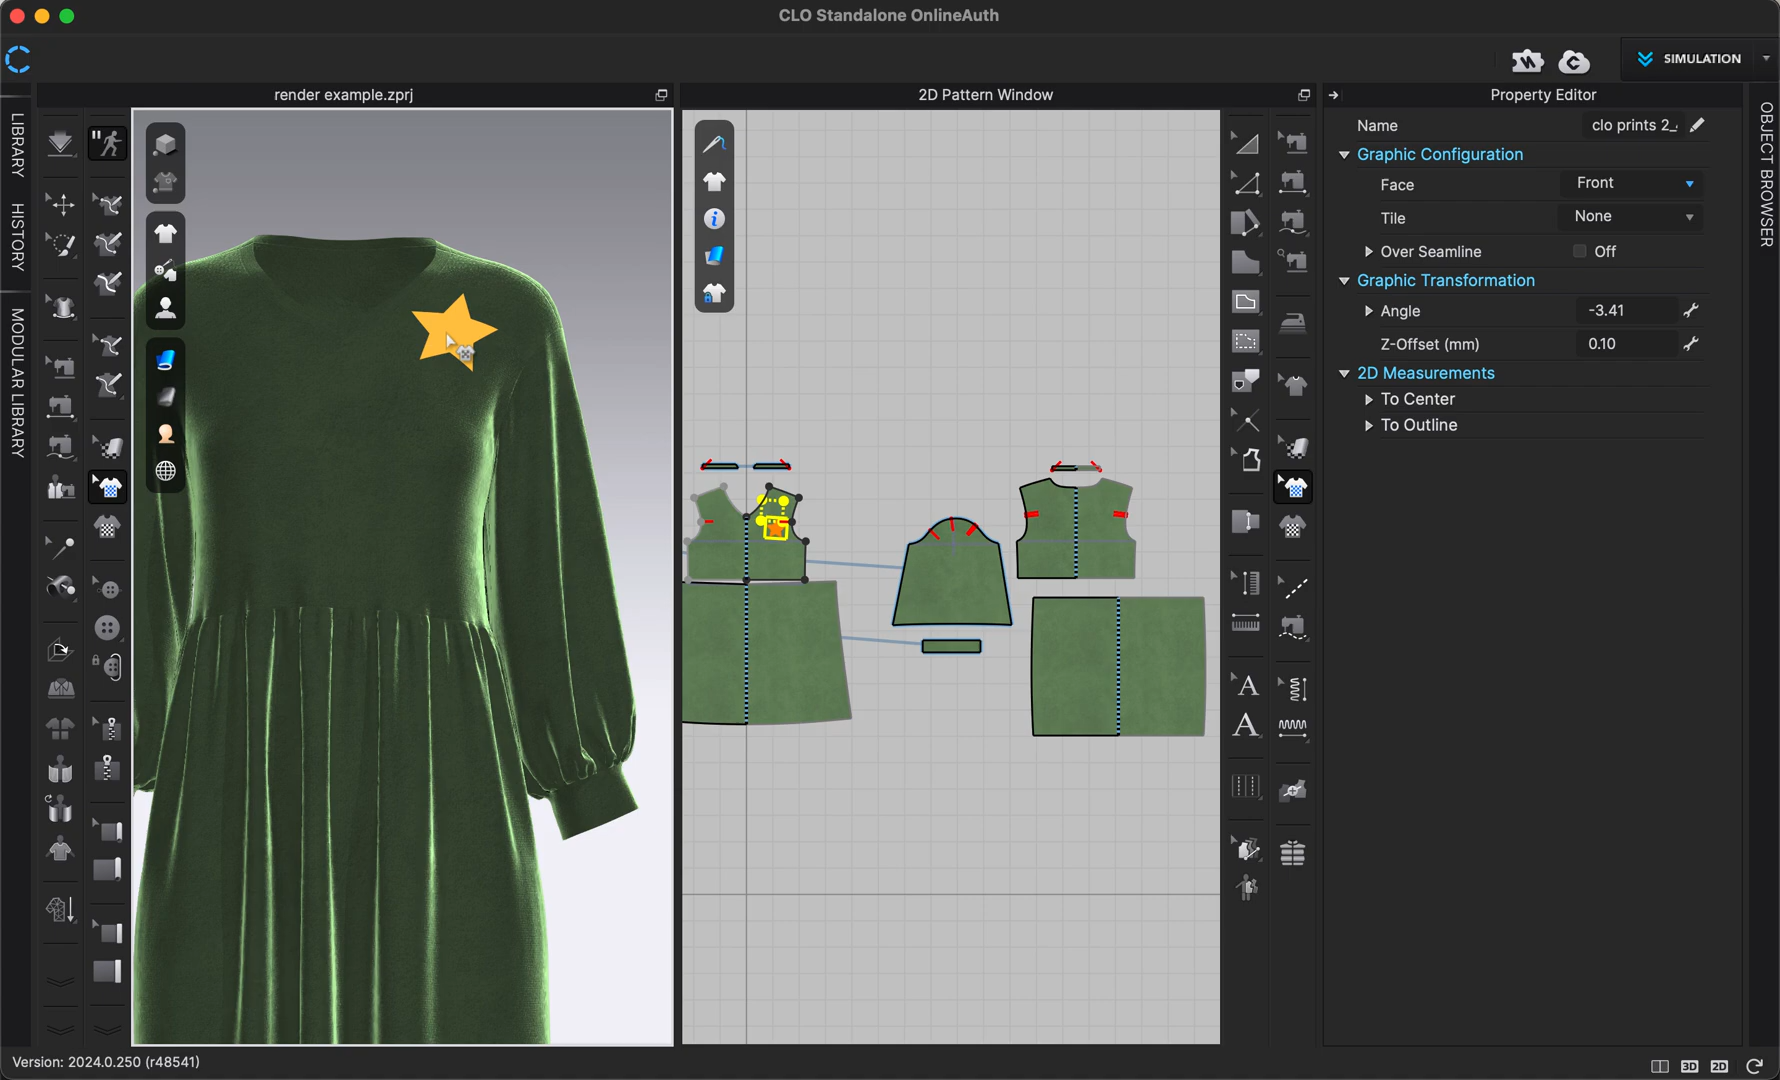 CLO Standalone OnlineAuth
SIMULATION
render example.zprj
2D Pattern Window
Property Editor
LIBRARY
HISTORY
MODULAR LIBRARY
OBJECT BROWSER
Name
clo prints 2_.
Graphic Configuration
Face
Front
Tile
None
Over Seamline
Off
Graphic Transformation
Angle
-3.41
Z-Offset (mm)
0.10
2D Measurements
To Center
To Outline
A
A
Version: 2024.0.250 (r48541)
3D
2D